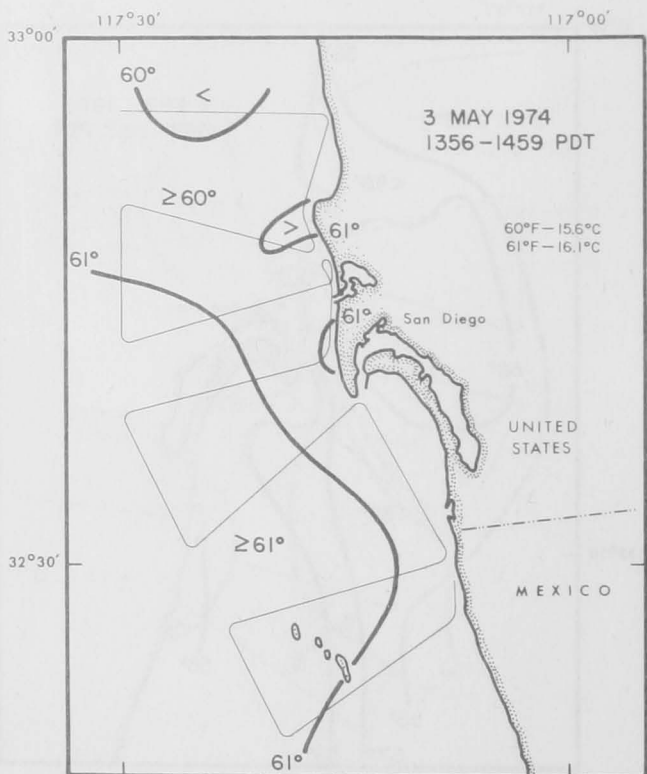 117°30'
117°00'
33°00'
60°
<
3 MAY 1974
1356–1459 PDT
≥60°
>
61°
60°F–15.6°C
61°F–16.1°C
61°
61°
San Diego
UNITED
STATES
≥61°
32°30'
MEXICO
61°